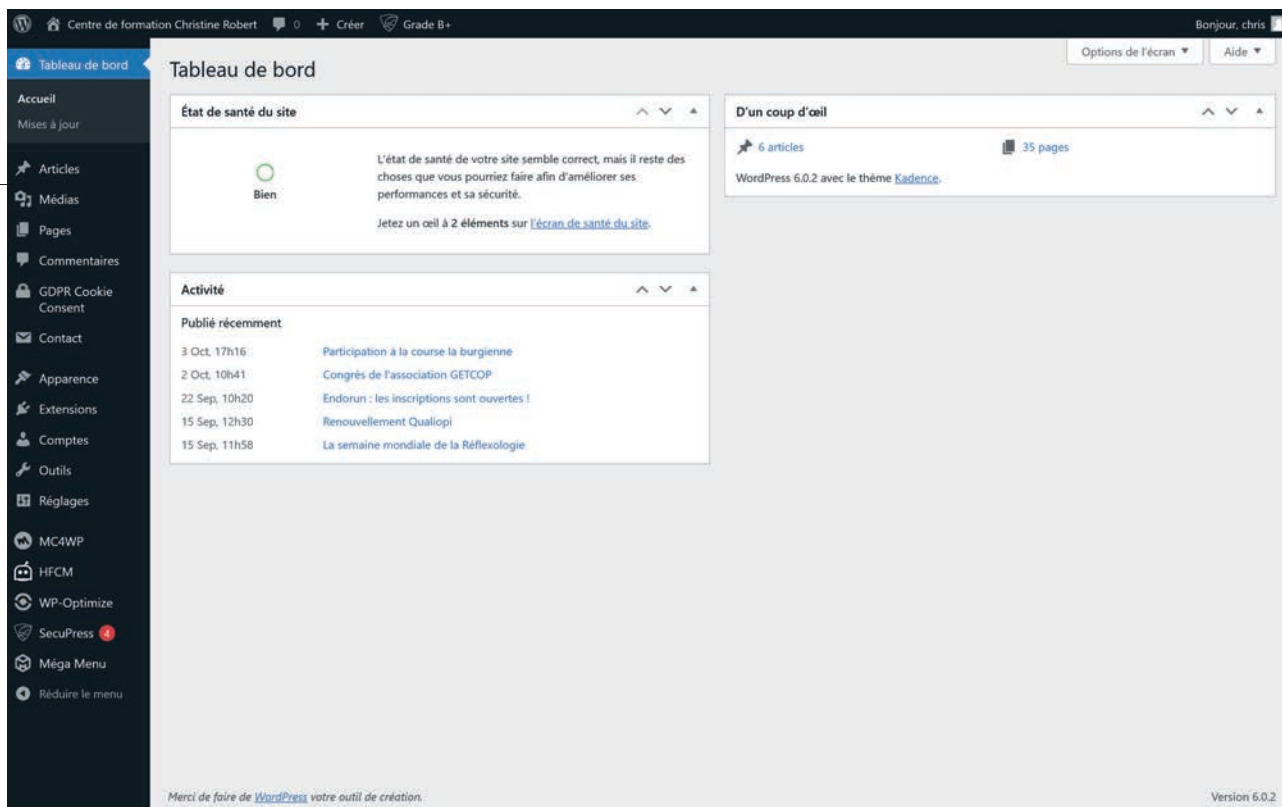 Centre de formation Christine Robert 0 Créer Grade B+ Bonjour, chris
Options de l'écran Aide
Tableau de bord
Accueil
Mises à jour
Articles
Médias
Pages
Commentaires
GDPR Cookie
Consent
Contact
Apparence
Extensions
Comptes
Outils
Réglages
MC4WP
HFCM
WP-Optimize
SecuPress 4
Méga Menu
Réduire le menu
Tableau de bord
État de santé du site
Bien
L'état de santé de votre site semble correct, mais il reste des
choses que vous pourriez faire afin d'améliorer ses
performances et sa sécurité.
Jetez un œil à 2 éléments sur l'écran de santé du site.
D'un coup d'œil
6 articles 35 pages
WordPress 6.0.2 avec le thème Kadence.
Activité
Publié récemment
3 Oct, 17h16 Participation à la course la burgienne
2 Oct, 10h41 Congrès de l'association GETCOP
22 Sep, 10h20 Endorun : les inscriptions sont ouvertes !
15 Sep, 12h30 Renouvellement Qualiopi
15 Sep, 11h58 La semaine mondiale de la Réflexologie
Merci de faire de WordPress votre outil de création. Version 6.0.2